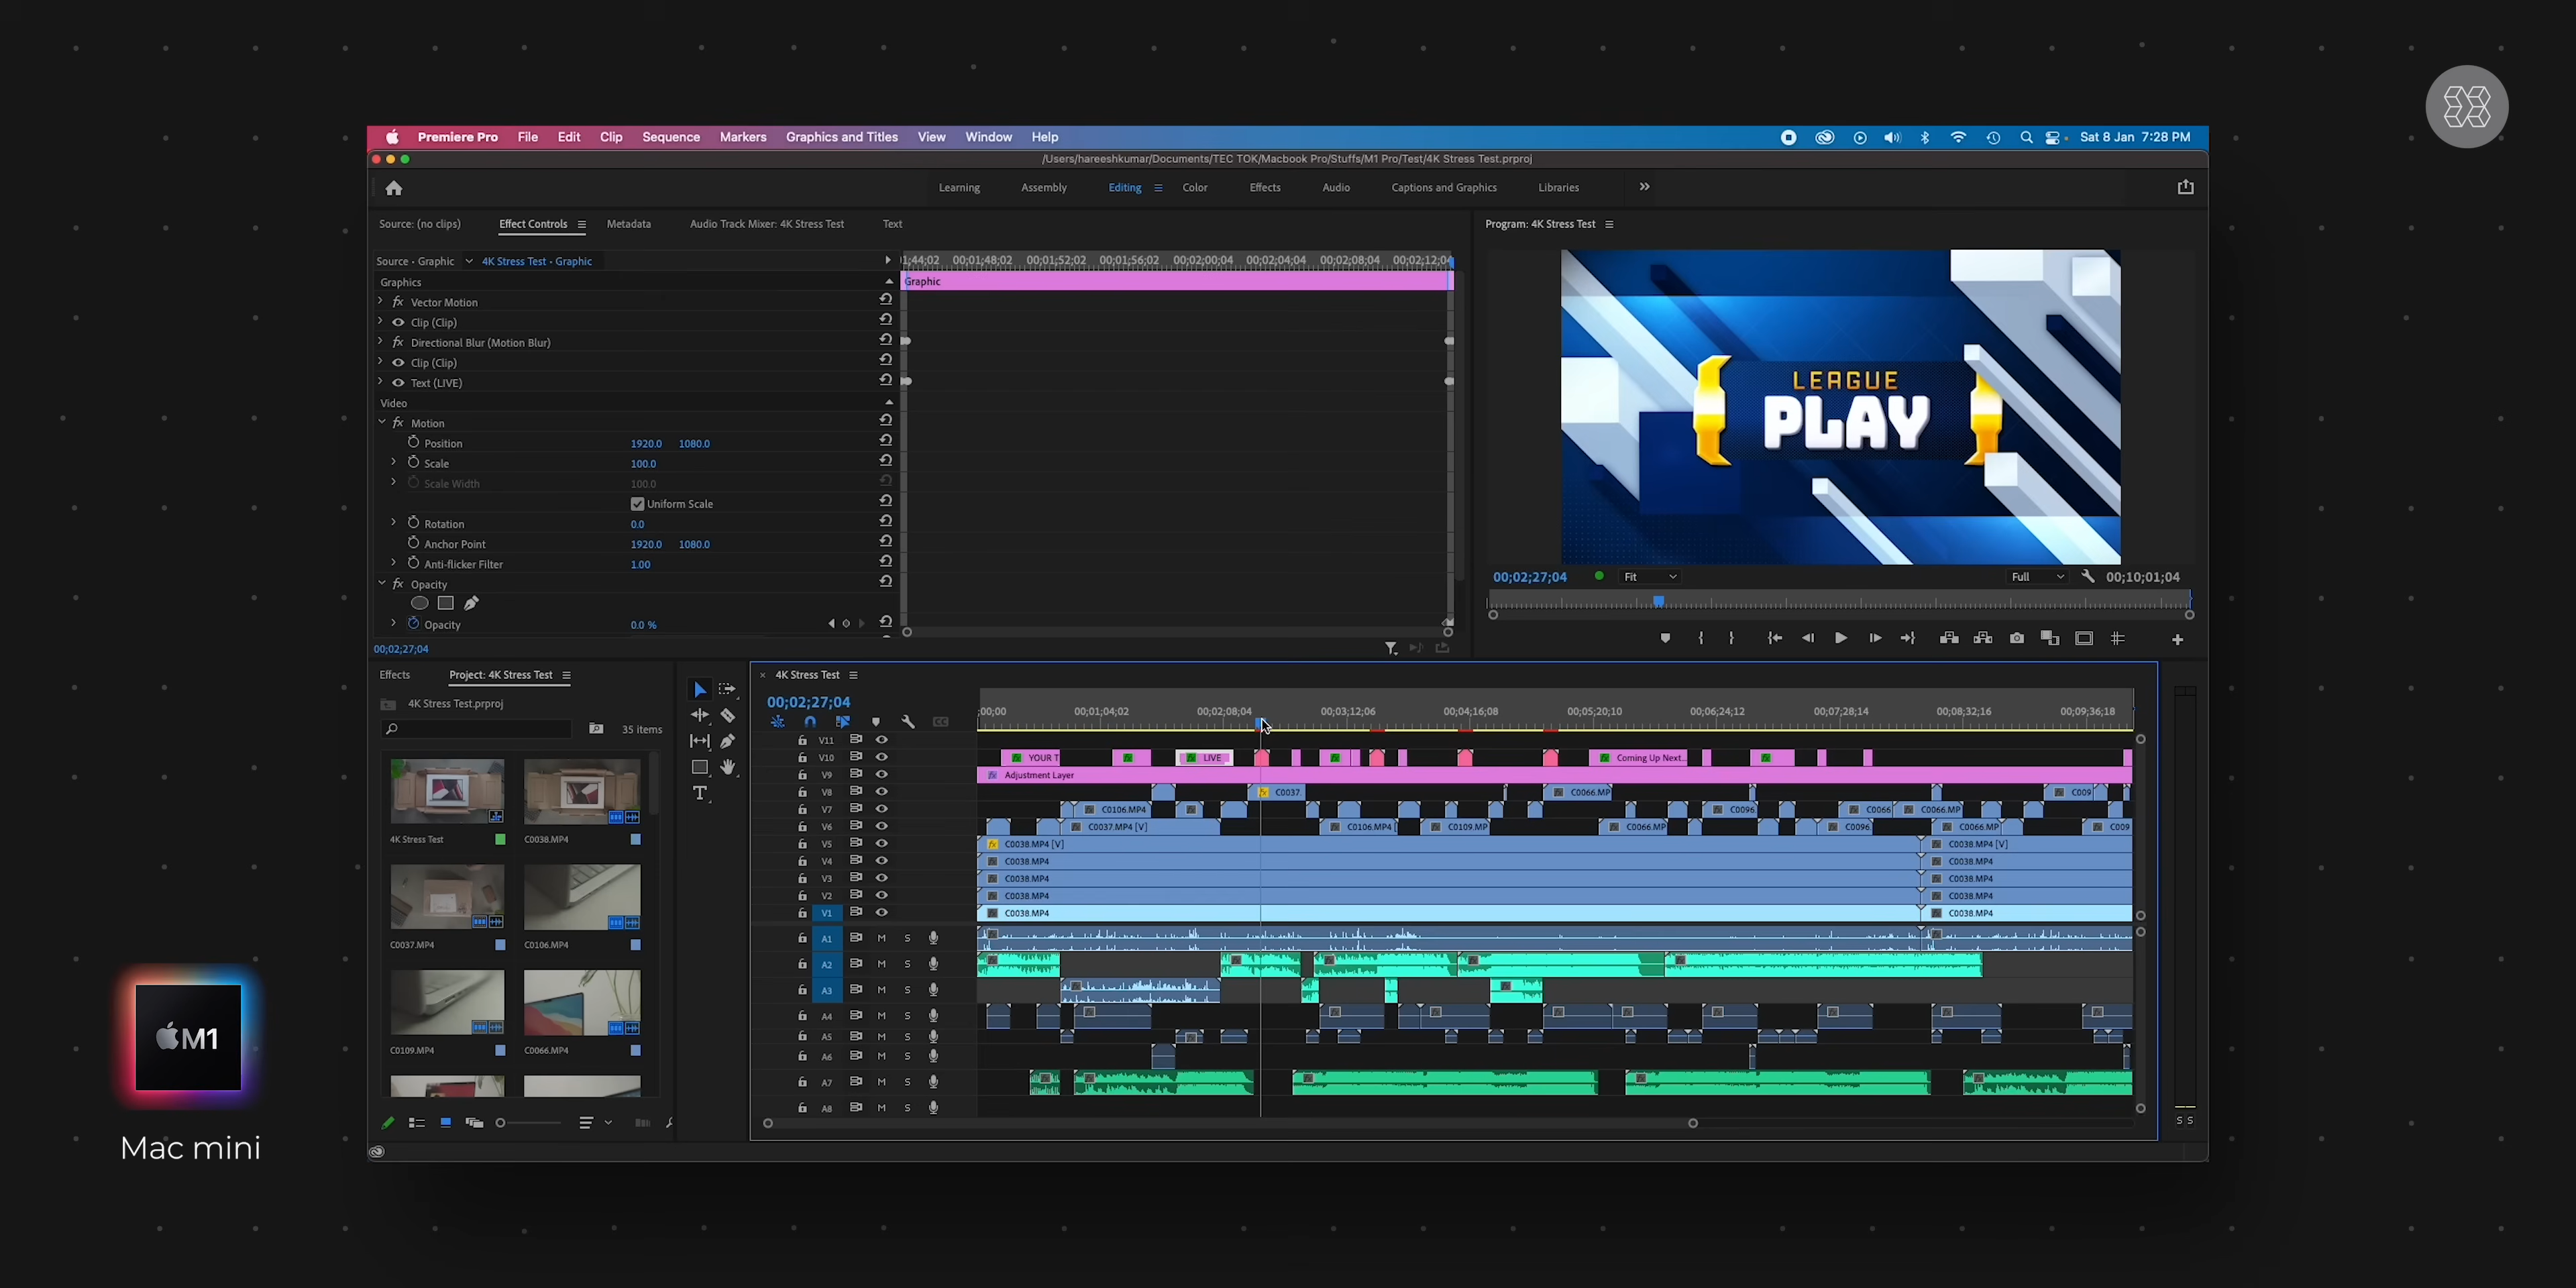 Premiere Pro File Edit Clip Sequence Markers Graphics and Titles View Window Help Sat 8 Jan 7:28 PM
/Users/hareeshkumar/Documents/TEC TOK/Macbook Pro/Stuffs/M1 Pro/Test/4K Stress Test.prproj
Learning Assembly Editing Color Effects Audio Captions and Graphics Libraries
Source: (no clips) Effect Controls Metadata Audio Track Mixer: 4K Stress Test Text
Program: 4K Stress Test
Source • Graphic 4K Stress Test • Graphic
1;44;02 00;01;48;02 00;01;52;02 00;01;56;02 00;02;00;04 00;02;04;04 00;02;08;04 00;02;12;04
Graphics
Graphic
fx Vector Motion
Clip (Clip)
fx Directional Blur (Motion Blur)
Clip (Clip)
Text (LIVE)
Video
fx Motion
Position 1920.0 1080.0
Scale 100.0
Scale Width 100.0
Uniform Scale
Rotation 0.0
Anchor Point 1920.0 1080.0
Anti-flicker Filter 1.00
fx Opacity
Opacity 0.0 %
00;02;27;04
LEAGUE
PLAY
00;02;27;04 Fit Full 00;10;01;04
Effects Project: 4K Stress Test
4K Stress Test.prproj
35 items
4K Stress Test C0038.MP4
C0037.MP4 C0106.MP4
C0109.MP4 C0066.MP4
T
4K Stress Test
00;02;27;04
;00;00 00;01;04;02 00;02;08;04 00;03;12;06 00;04;16;08 00;05;20;10 00;06;24;12 00;07;28;14 00;08;32;16 00;09;36;18
CC
V11
V10 YOUR T LIVE Coming Up Next...
V9 Adjustment Layer
V8 C0037. C0066.MP C009
V7 C0106.MP4 C0096 C0066 C0066.MP
V6 C0037.MP4 [V] C0106.MP4 [ C0109.MP C0066.MP C0096 C0066.MP C009
V5 C0038.MP4 [V] C0038.MP4 [V]
V4 C0038.MP4 C0038.MP4
V3 C0038.MP4 C0038.MP4
V2 C0038.MP4 C0038.MP4
V1 C0038.MP4 C0038.MP4
A1 M S
A2 M S
A3 M S
A4 M S
A5 M S
A6 M S
A7 M S
A8 M S
S S
M1
Mac mini